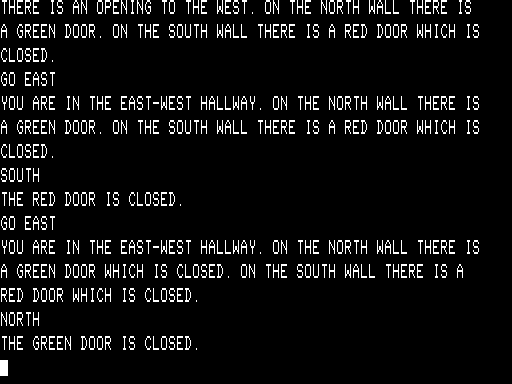 THERE IS AN OPENING TO THE WEST. ON THE NORTH WALL THERE IS
A GREEN DOOR. ON THE SOUTH WALL THERE IS A RED DOOR WHICH IS
CLOSED.
GO EAST
YOU ARE IN THE EAST-WEST HALLWAY. ON THE NORTH WALL THERE IS
A GREEN DOOR. ON THE SOUTH WALL THERE IS A RED DOOR WHICH IS
CLOSED.
SOUTH
THE RED DOOR IS CLOSED.
GO EAST
YOU ARE IN THE EAST-WEST HALLWAY. ON THE NORTH WALL THERE IS
A GREEN DOOR WHICH IS CLOSED. ON THE SOUTH WALL THERE IS A
RED DOOR WHICH IS CLOSED.
NORTH
THE GREEN DOOR IS CLOSED.